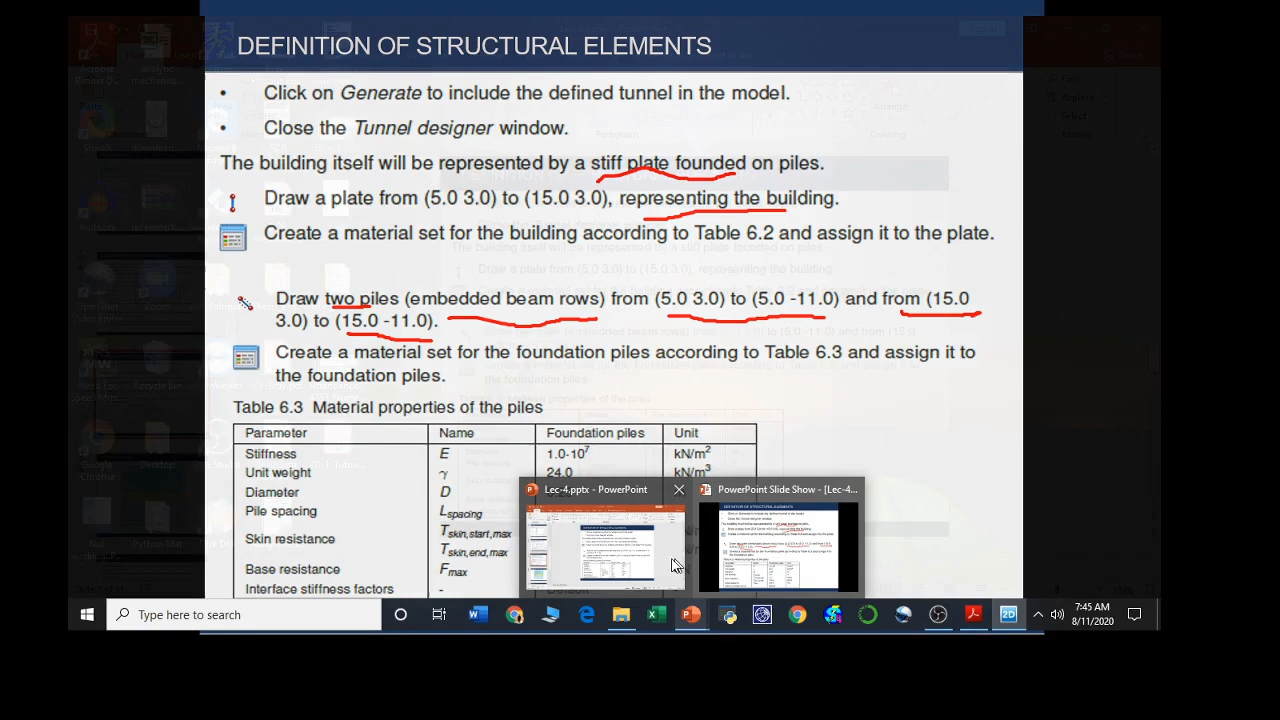 DEFINITION OF STRUCTURAL ELEMENTS
• Click on Generate to include the defined tunnel in the model.
• Close the Tunnel designer window.
The building itself will be represented by a stiff plate founded on piles.
Draw a plate from (5.0 3.0) to (15.0 3.0), representing the building.
Create a material set for the building according to Table 6.2 and assign it to the plate.
Draw two piles (embedded beam rows) from (5.0 3.0) to (5.0 -11.0) and from (15.0
3.0) to (15.0 -11.0).
Create a material set for the foundation piles according to Table 6.3 and assign it to
the foundation piles.
Table 6.3 Material properties of the piles
Parameter Name Foundation piles Unit
Stiffness E 1.0·10⁷ kN/m²
Unit weight γ 24.0 kN/m³
Diameter D
Pile spacing Lspacing
Skin resistance Tskin,start,max
Tskin,end,max
Base resistance Fmax
Interface stiffness factors -
Lec-4.pptx - PowerPoint
PowerPoint Slide Show - [Lec-4...
Type here to search
7:45 AM
8/11/2020